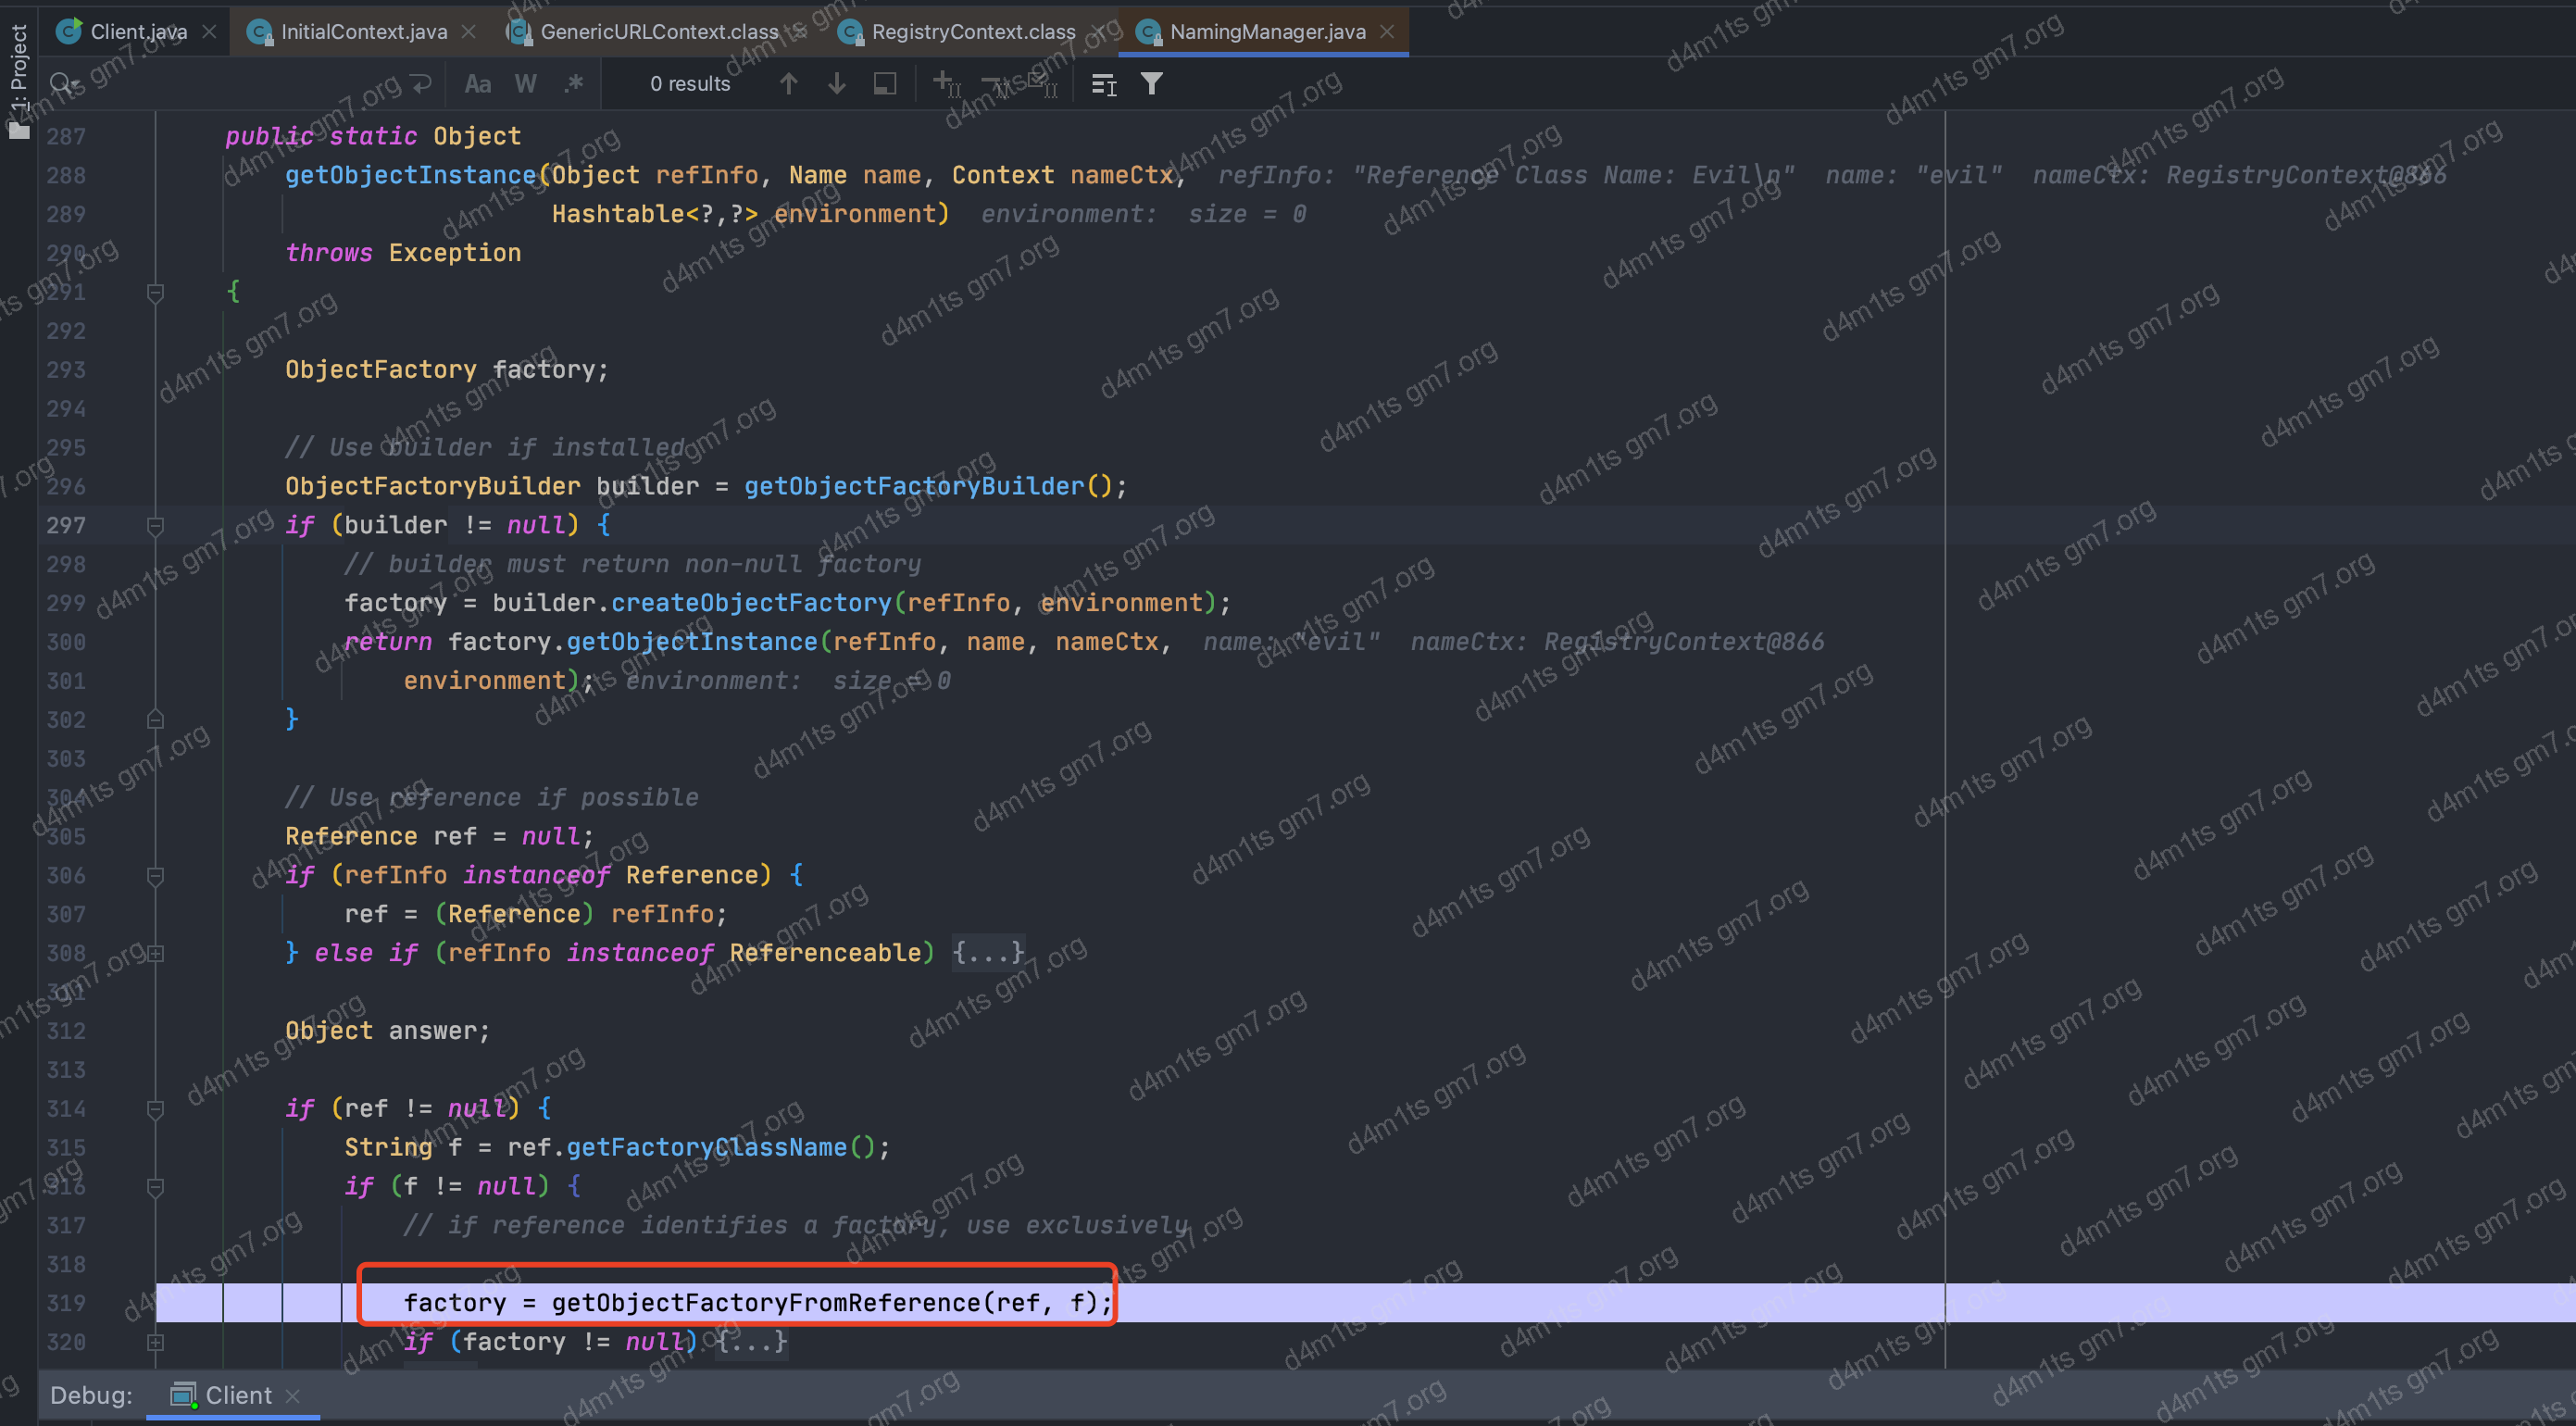 1: Project
Client.java
InitialContext.java
GenericURLContext.class
RegistryContext.class
NamingManager.java
Aa W .* 0 results
287 public static Object
288 getObjectInstance(Object refInfo, Name name, Context nameCtx, refInfo: "Reference Class Name: Evil\n" name: "evil" nameCtx: RegistryContext@866
289 Hashtable<?,?> environment) environment: size = 0
290 throws Exception
291 {
292
293 ObjectFactory factory;
294
295 // Use builder if installed
296 ObjectFactoryBuilder builder = getObjectFactoryBuilder();
297 if (builder != null) {
298 // builder must return non-null factory
299 factory = builder.createObjectFactory(refInfo, environment);
300 return factory.getObjectInstance(refInfo, name, nameCtx, name: "evil" nameCtx: RegistryContext@866
301 environment); environment: size = 0
302 }
303
304 // Use reference if possible
305 Reference ref = null;
306 if (refInfo instanceof Reference) {
307 ref = (Reference) refInfo;
308 } else if (refInfo instanceof Referenceable) {...}
311
312 Object answer;
313
314 if (ref != null) {
315 String f = ref.getFactoryClassName();
316 if (f != null) {
317 // if reference identifies a factory, use exclusively
318
319 factory = getObjectFactoryFromReference(ref, f);
320 if (factory != null) {...}
Debug: Client
d4m1ts gm7.org